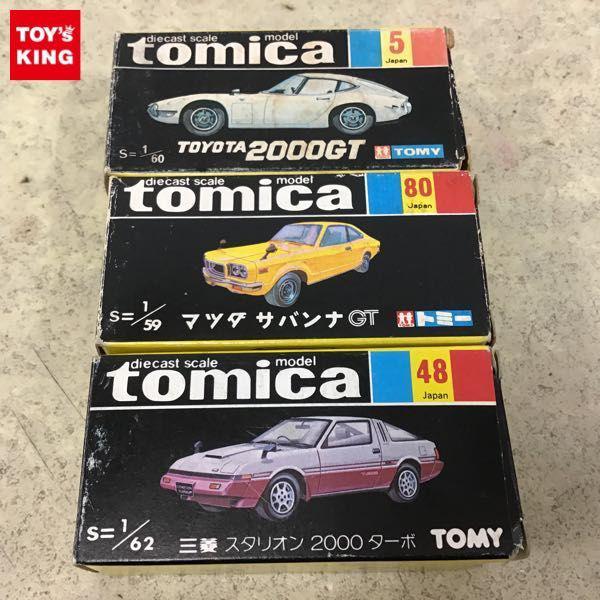 TOY'S
KING
diecast scale model
tomica
5
Japan
S=1/60
TOYOTA 2000GT
TOMY
diecast scale model
tomica
80
Japan
S=1/59
マツダ サバンナ GT
トミー
diecast scale model
tomica
48
Japan
S=1/62
三菱 スタリオン 2000 ターボ
TOMY